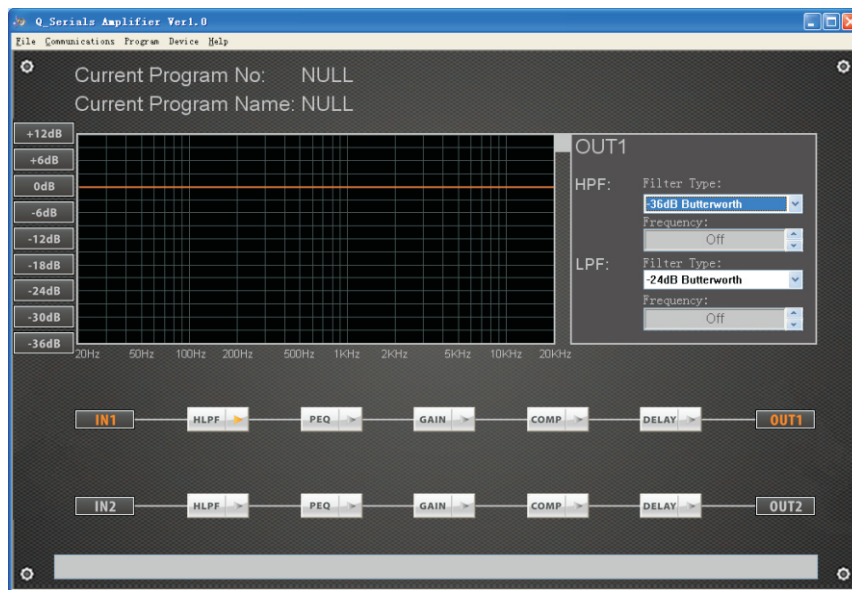 Q_Serials Amplifier Ver1.0
File Communications Program Device Help
Current Program No: NULL
Current Program Name: NULL
+12dB
+6dB
0dB
-6dB
-12dB
-18dB
-24dB
-30dB
-36dB
20Hz 50Hz 100Hz 200Hz 500Hz 1KHz 2KHz 5KHz 10KHz 20KHz
OUT1
HPF: Filter Type:
-36dB Butterworth
Frequency:
Off
LPF: Filter Type:
-24dB Butterworth
Frequency:
Off
IN1 HLPF PEQ GAIN COMP DELAY OUT1
IN2 HLPF PEQ GAIN COMP DELAY OUT2